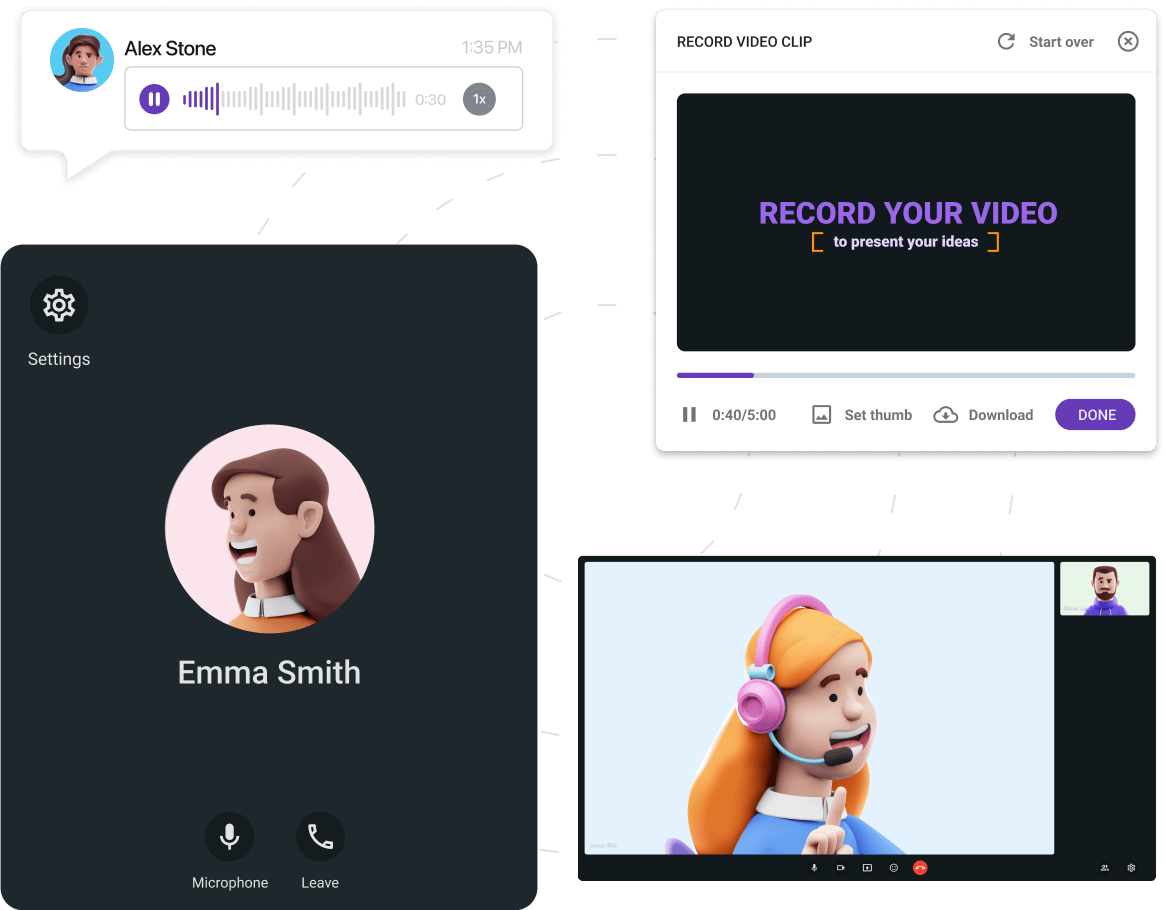 Alex Stone
1:35 PM
0:30
1x
RECORD VIDEO CLIP
Start over
RECORD YOUR VIDEO
to present your ideas
0:40/5:00
Set thumb
Download
DONE
Settings
Emma Smith
Microphone
Leave